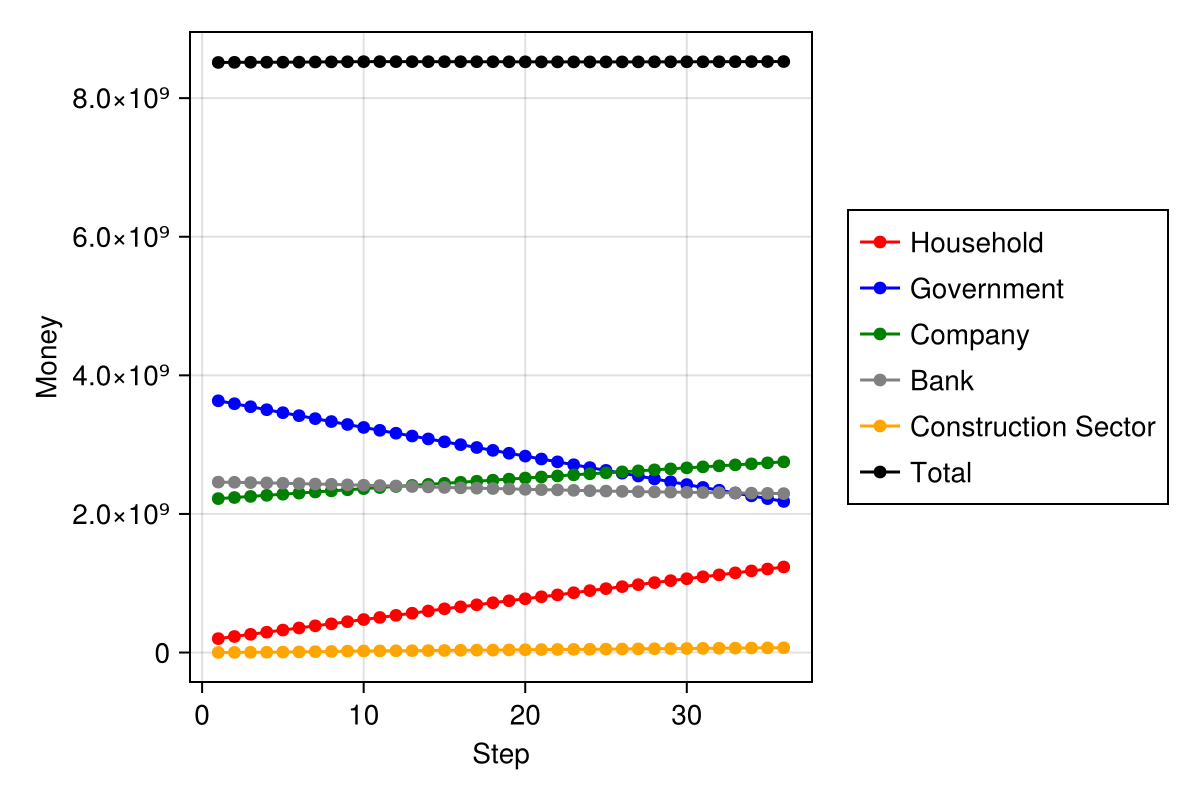 8.0×10⁹
6.0×10⁹
4.0×10⁹
2.0×10⁹
0
Money
0 10 20 30
Step
Household
Government
Company
Bank
Construction Sector
Total